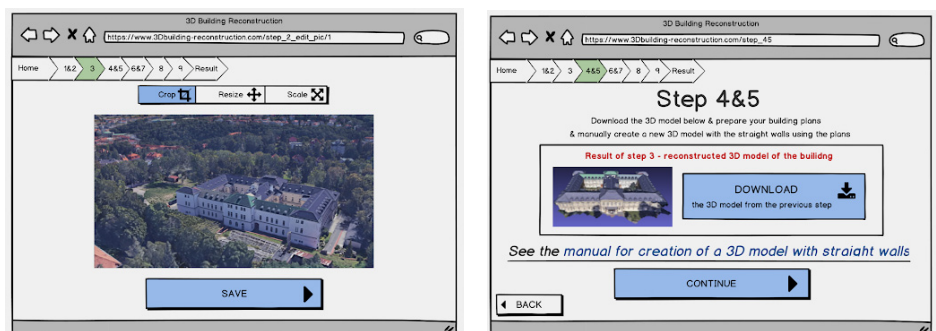 3D Building Reconstruction
https://www.3Dbuilding-reconstruction.com/step_2_edit_pic/1
Home 1&2 3 4&5 6&7 8 9 Result
Crop Resize Scale
SAVE
3D Building Reconstruction
https://www.3Dbuilding-reconstruction.com/step_45
Home 1&2 3 4&5 6&7 8 9 Result
Step 4&5
Download the 3D model below & prepare your building plans
& manually create a new 3D model with the straight walls using the plans
Result of step 3 - reconstructed 3D model of the builidng
DOWNLOAD
the 3D model from the previous step
See the manual for creation of a 3D model with straight walls
CONTINUE
BACK